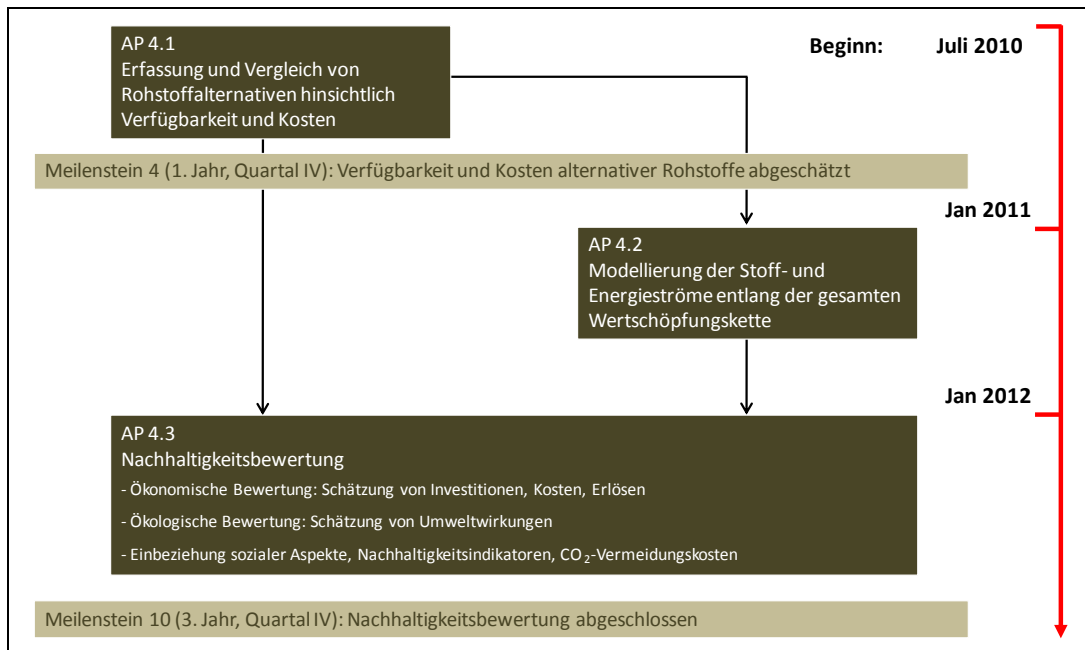 AP 4.1
Erfassung und Vergleich von
Rohstoffalternativen hinsichtlich
Verfügbarkeit und Kosten
Beginn: Juli 2010
Meilenstein 4 (1. Jahr, Quartal IV): Verfügbarkeit und Kosten alternativer Rohstoffe abgeschätzt
Jan 2011
AP 4.2
Modellierung der Stoff- und
Energieströme entlang der gesamten
Wertschöpfungskette
Jan 2012
AP 4.3
Nachhaltigkeitsbewertung
- Ökonomische Bewertung: Schätzung von Investitionen, Kosten, Erlösen
- Ökologische Bewertung: Schätzung von Umweltwirkungen
- Einbeziehung sozialer Aspekte, Nachhaltigkeitsindikatoren, CO₂-Vermeidungskosten
Meilenstein 10 (3. Jahr, Quartal IV): Nachhaltigkeitsbewertung abgeschlossen